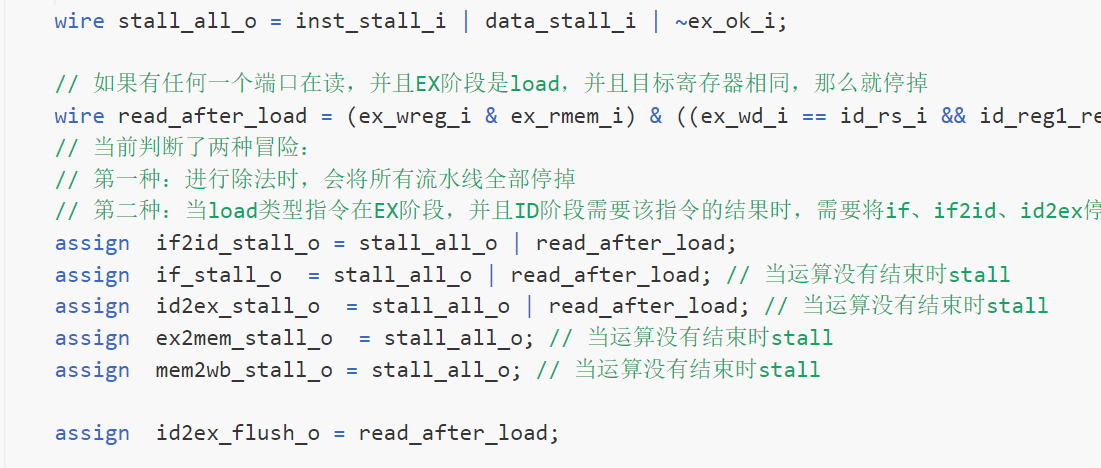 wire stall_all_o = inst_stall_i | data_stall_i | ~ex_ok_i;
// 如果有任何一个端口在读，并且EX阶段是load，并且目标寄存器相同，那么就停掉
wire read_after_load = (ex_wreg_i & ex_rmem_i) & ((ex_wd_i == id_rs_i && id_reg1_re
// 当前判断了两种冒险：
// 第一种：进行除法时，会将所有流水线全部停掉
// 第二种：当load类型指令在EX阶段，并且ID阶段需要该指令的结果时，需要将if、if2id、id2ex停
assign  if2id_stall_o = stall_all_o | read_after_load;
assign  if_stall_o  = stall_all_o | read_after_load; // 当运算没有结束时stall
assign  id2ex_stall_o  = stall_all_o | read_after_load; // 当运算没有结束时stall
assign  ex2mem_stall_o  = stall_all_o; // 当运算没有结束时stall
assign  mem2wb_stall_o = stall_all_o; // 当运算没有结束时stall
assign  id2ex_flush_o = read_after_load;